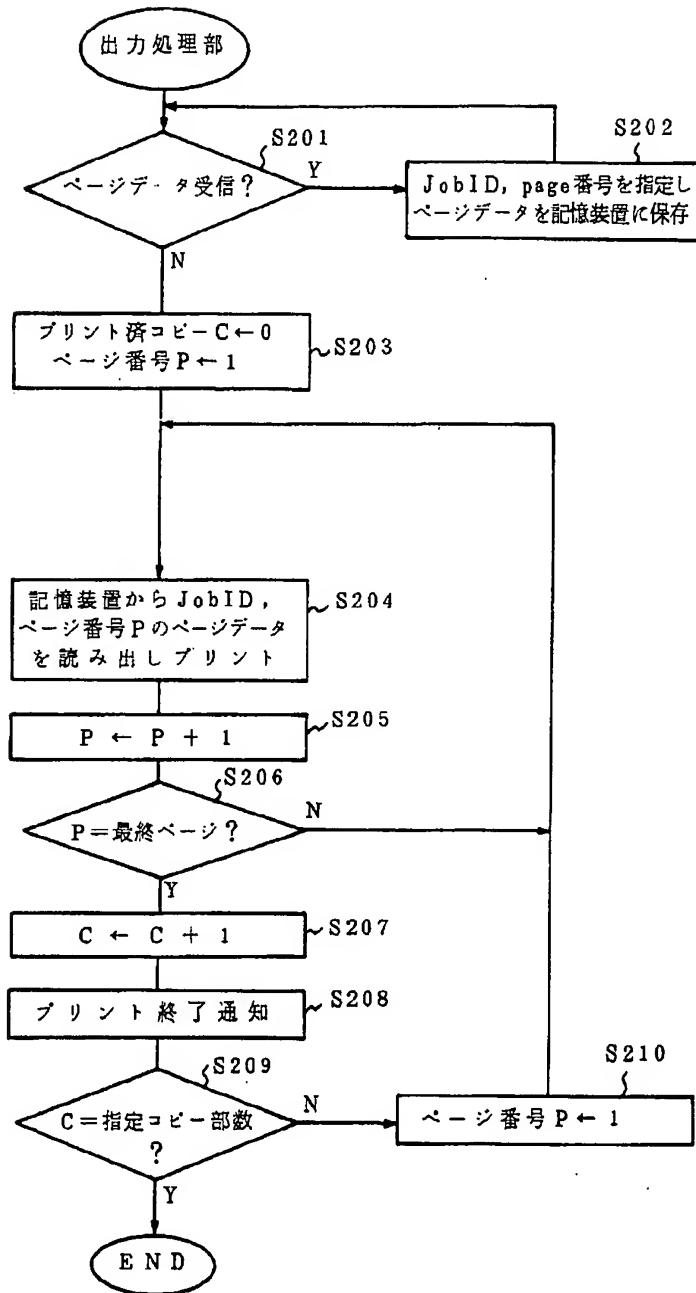 出力処理部
S201
ページデータ受信?
Y
N
S202
JobID, page番号を指定し
ページデータを記憶装置に保存
プリント済コピーC←0
ページ番号P←1
S203
記憶装置からJobID,
ページ番号Pのページデータ
を読み出しプリント
S204
P ← P + 1
S205
S206
P=最終ページ?
N
Y
C ← C + 1
S207
プリント終了通知
S208
S209
C=指定コピー部数
?
N
Y
S210
ページ番号P←1
END